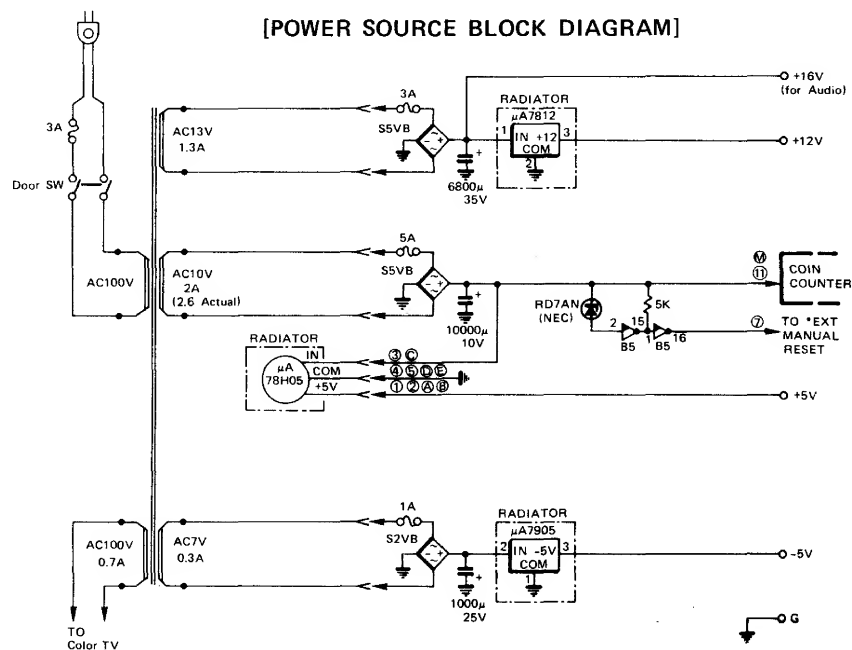 [POWER SOURCE BLOCK DIAGRAM]
3A
Door SW
AC100V
AC13V
1.3A
3A
S5VB
6800μ
35V
RADIATOR
μA7812
1 IN +12 3
COM
2
+16V
(for Audio)
+12V
AC10V
2A
(2.6 Actual)
5A
S5VB
10000μ
10V
RD7AN
(NEC)
5K
2
15
B5
1
B5
16
Ⓜ
⑪
COIN
COUNTER
⑦
TO *EXT
MANUAL
RESET
RADIATOR
μA
78H05
IN
COM
+5V
③ Ⓒ
④ ⑤ Ⓓ Ⓔ
① ② Ⓐ Ⓑ
+5V
AC100V
0.7A
TO
Color TV
AC7V
0.3A
1A
S2VB
1000μ
25V
RADIATOR
μA7905
2 IN -5V 3
COM
1
-5V
G